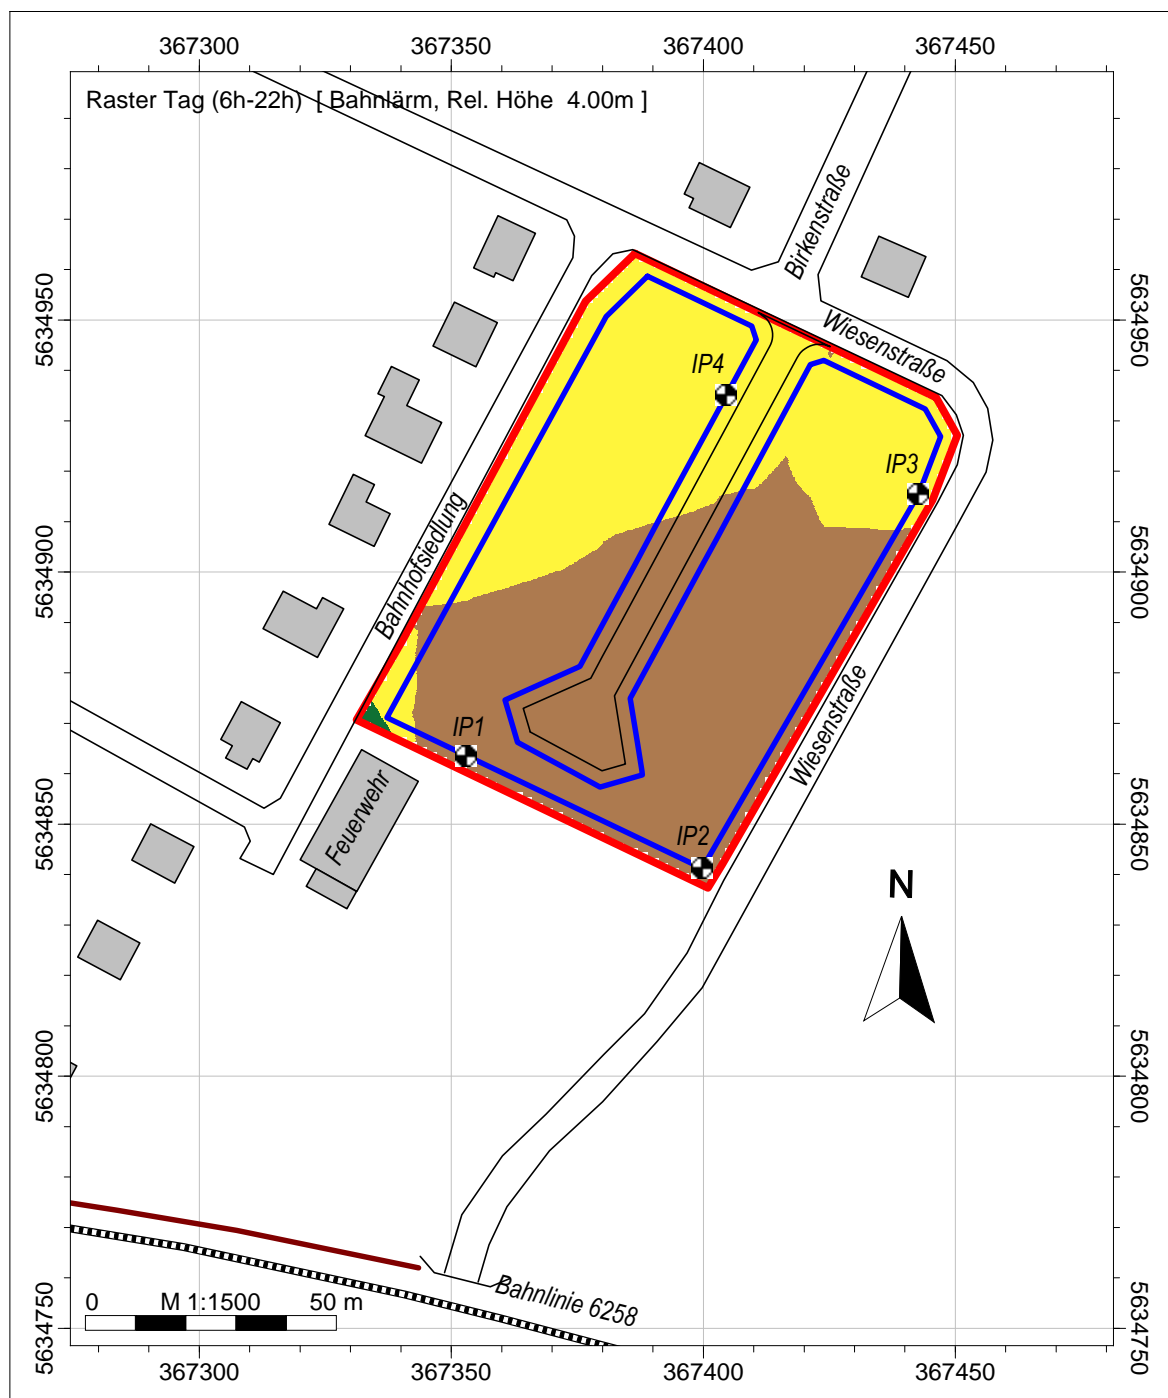 367300 367350 367400 367450
Raster Tag (6h-22h) [ Bahnlärm, Rel. Höhe 4.00m ]
Birkenstraße
5634950
Wiesenstraße
5634950
IP4
IP3
Bahnhofsiedlung
5634900
5634900
IP1
Wiesenstraße
Feuerwehr
IP2
5634850
5634850
N
5634800
5634800
Bahnlinie 6258
0 M 1:1500 50 m
5634750
5634750
367300 367350 367400 367450